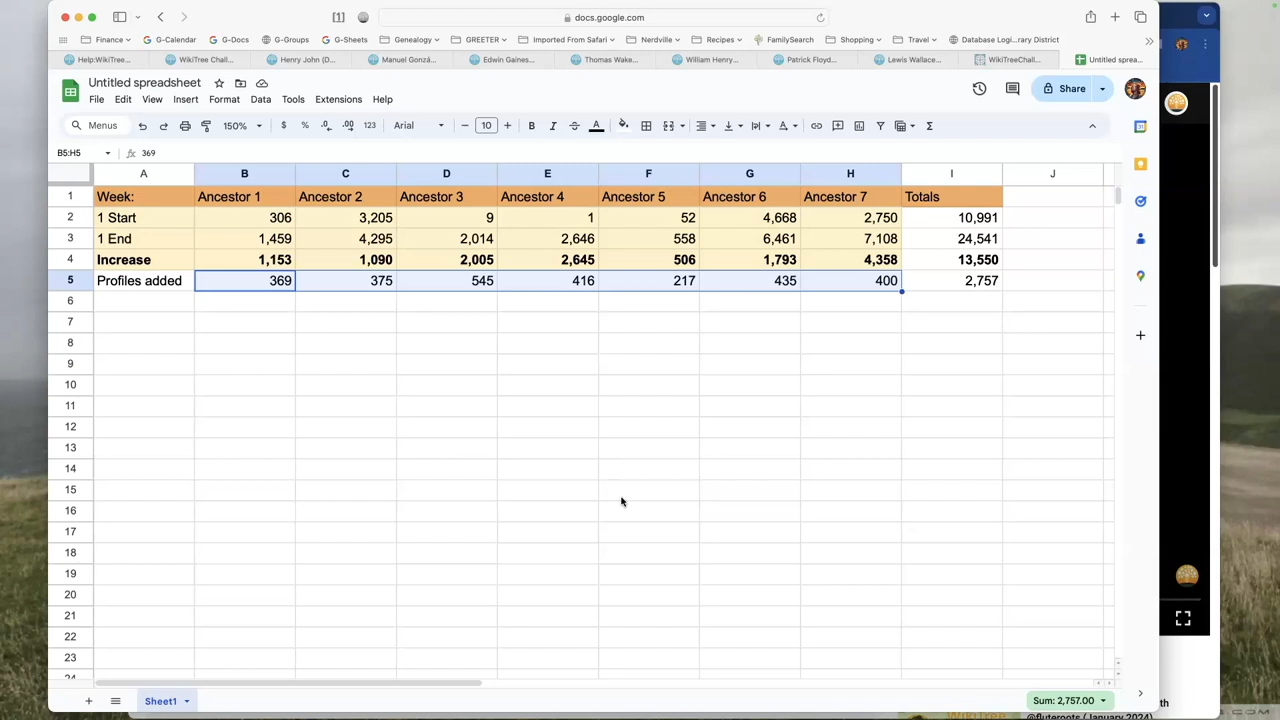 docs.google.com
Finance G-Calendar G-Docs G-Groups G-Sheets Genealogy GREETER Imported From Safari Nerdville Recipes FamilySearch Shopping Travel Database Logi...rary District
Help:WikiTree... WikiTree Chall... Henry John (D... Manuel Gonzá... Edwin Gaines... Thomas Wake... William Henry... Patrick Floyd... Lewis Wallace... WikiTreeChall... Untitled sprea...
Untitled spreadsheet
File Edit View Insert Format Data Tools Extensions Help
Share
Menus 150% $ % .0 .00 123 Arial 10 B I A Σ
B5:H5 fx 369
A B C D E F G H I J
1 Week: Ancestor 1 Ancestor 2 Ancestor 3 Ancestor 4 Ancestor 5 Ancestor 6 Ancestor 7 Totals
2 1 Start 306 3,205 9 1 52 4,668 2,750 10,991
3 1 End 1,459 4,295 2,014 2,646 558 6,461 7,108 24,541
4 Increase 1,153 1,090 2,005 2,645 506 1,793 4,358 13,550
5 Profiles added 369 375 545 416 217 435 400 2,757
6
7
8
9
10
11
12
13
14
15
16
17
18
19
20
21
22
23
24
Sheet1
Sum: 2,757.00
th
WikiTree
@fluteroots (January 2024)